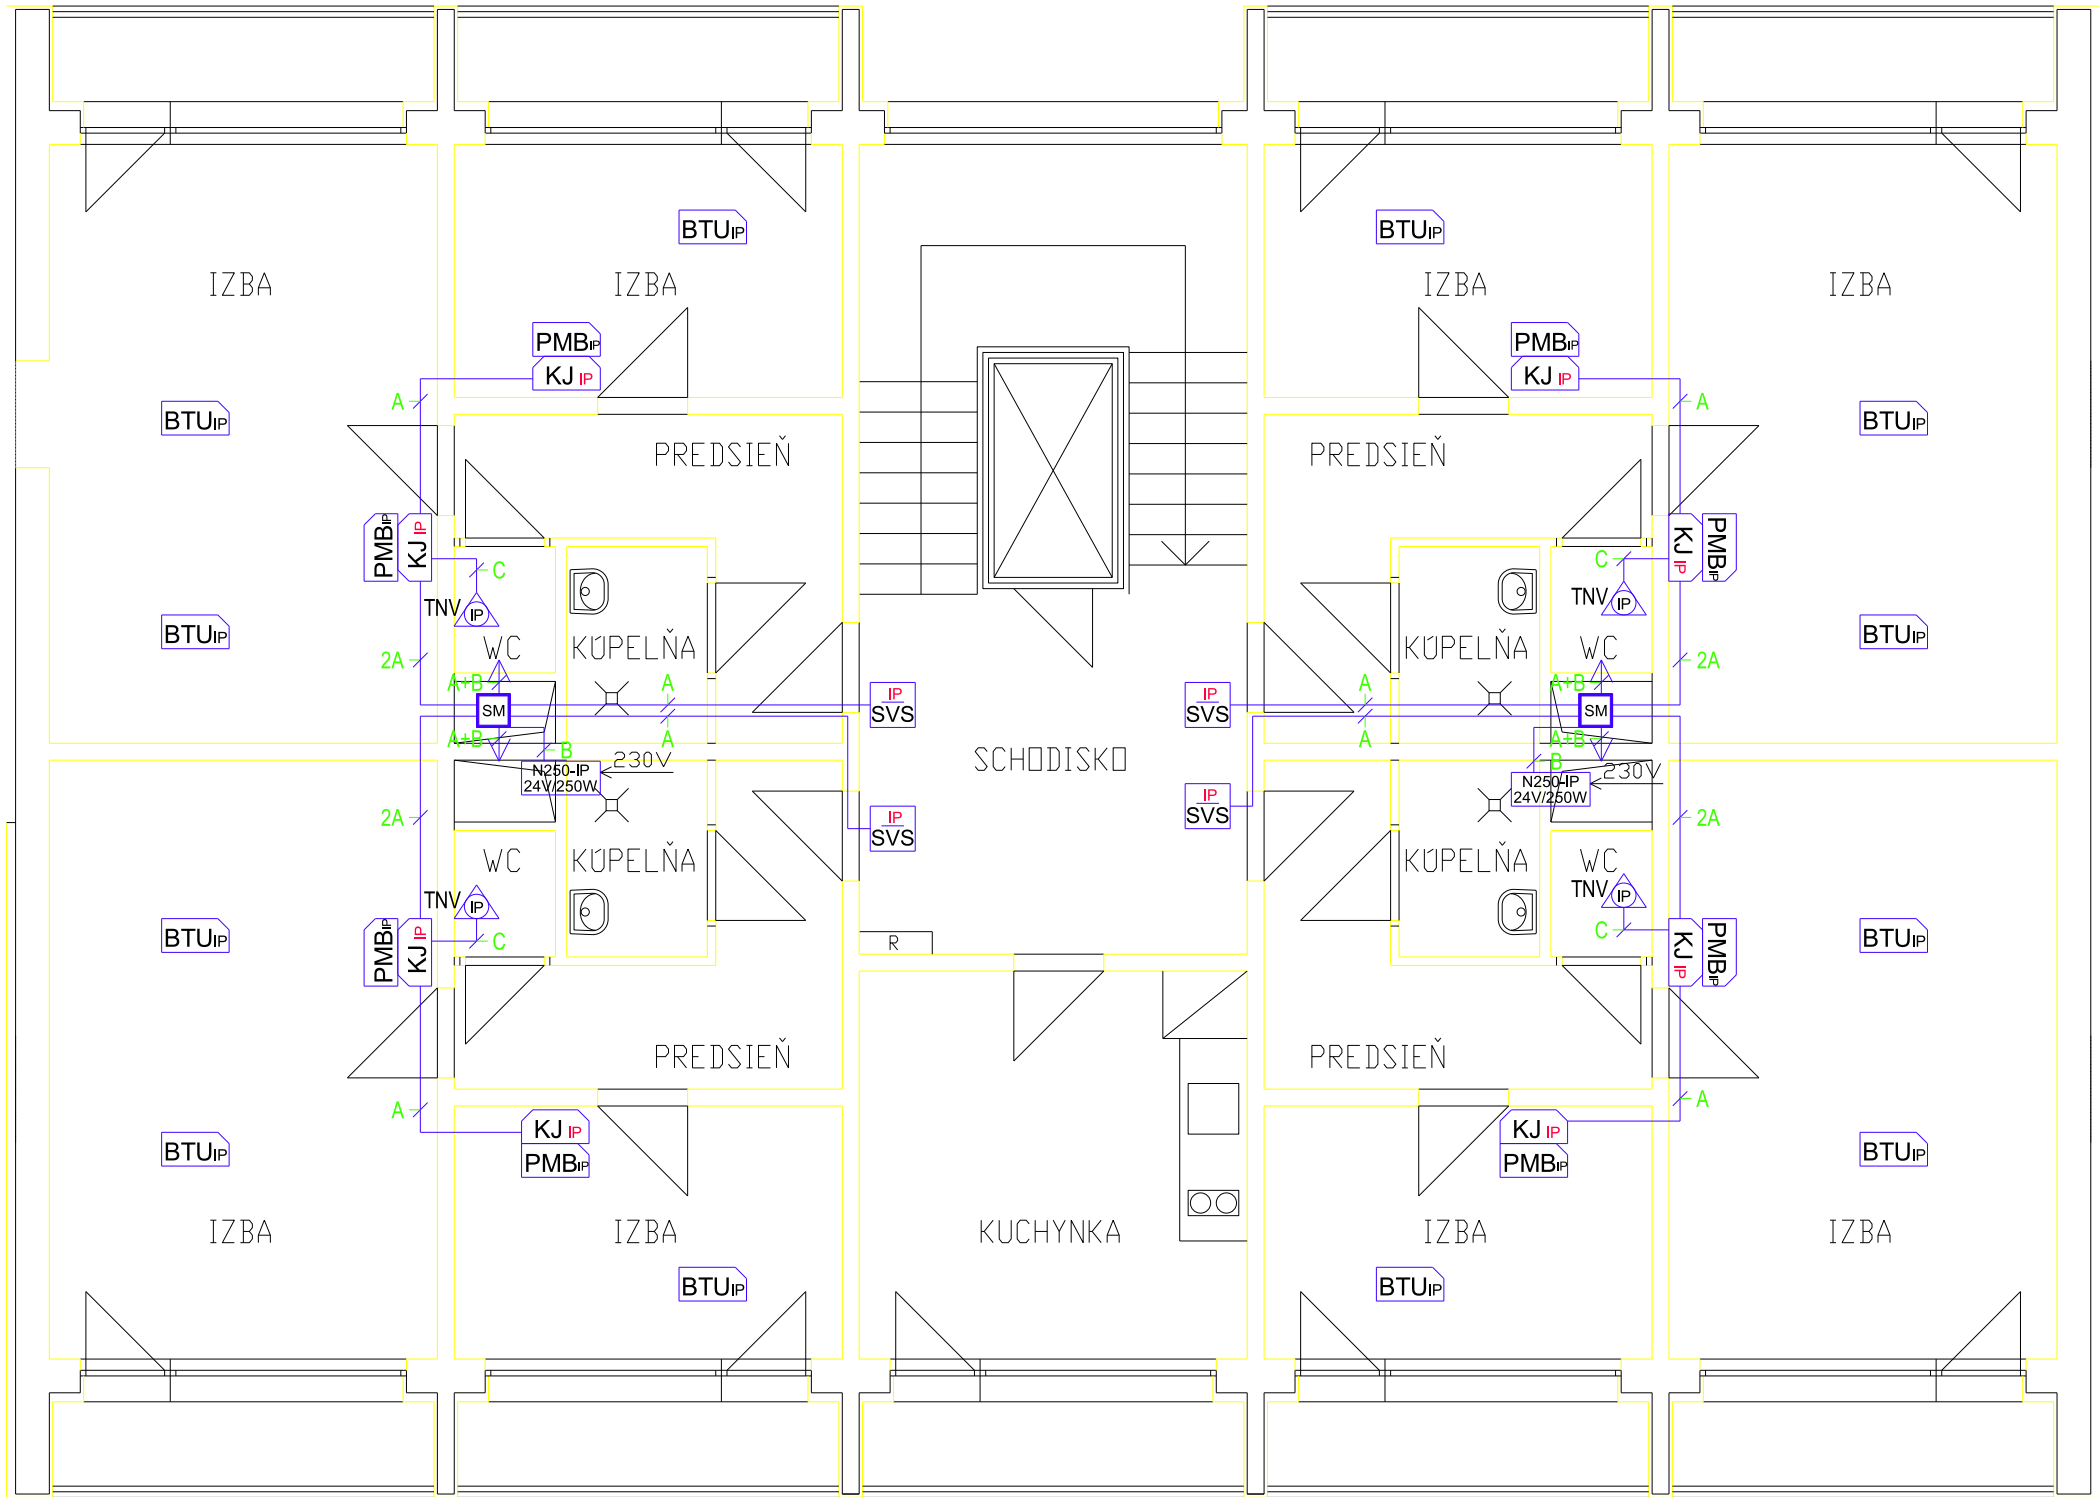 BTUIP
BTUIP
IZBA
IZBA
IZBA
IZBA
PMBIP
PMBIP
KJ IP
KJ IP
A
A
BTUIP
BTUIP
PREDSIEŇ
PREDSIEŇ
PMBIP
KJ IP
KJ IP
PMBIP
C
C
TNV IP
TNV IP
BTUIP
BTUIP
WC
KÚPELŇA
KÚPELŇA
WC
2A
2A
A+B
A
A
A+B
IP
SVS
IP
SVS
SM
SM
A+B
A
A
A+B
B
B
230V
SCHODISKO
230V
N250-IP
24V/250W
N250-IP
24V/250W
IP
SVS
IP
SVS
2A
2A
WC
KÚPELŇA
KÚPELŇA
WC
TNV IP
TNV IP
BTUIP
PMBIP
KJ IP
C
R
C
KJ IP
PMBIP
BTUIP
PREDSIEŇ
PREDSIEŇ
A
A
KJ IP
KJ IP
BTUIP
PMBIP
PMBIP
BTUIP
IZBA
IZBA
KUCHYNKA
IZBA
IZBA
BTUIP
BTUIP